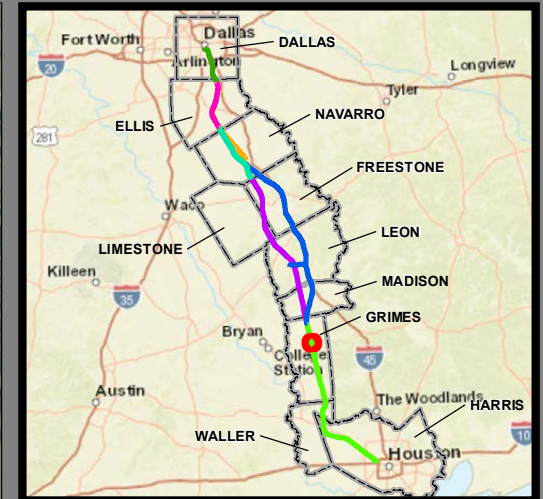 Fort Worth
Dallas
DALLAS
Arlington
20
Longview
Tyler
NAVARRO
ELLIS
281
FREESTONE
Waco
LEON
LIMESTONE
Killeen
MADISON
35
GRIMES
Bryan
College
Station
45
Austin
The Woodlands
HARRIS
WALLER
10
Houston